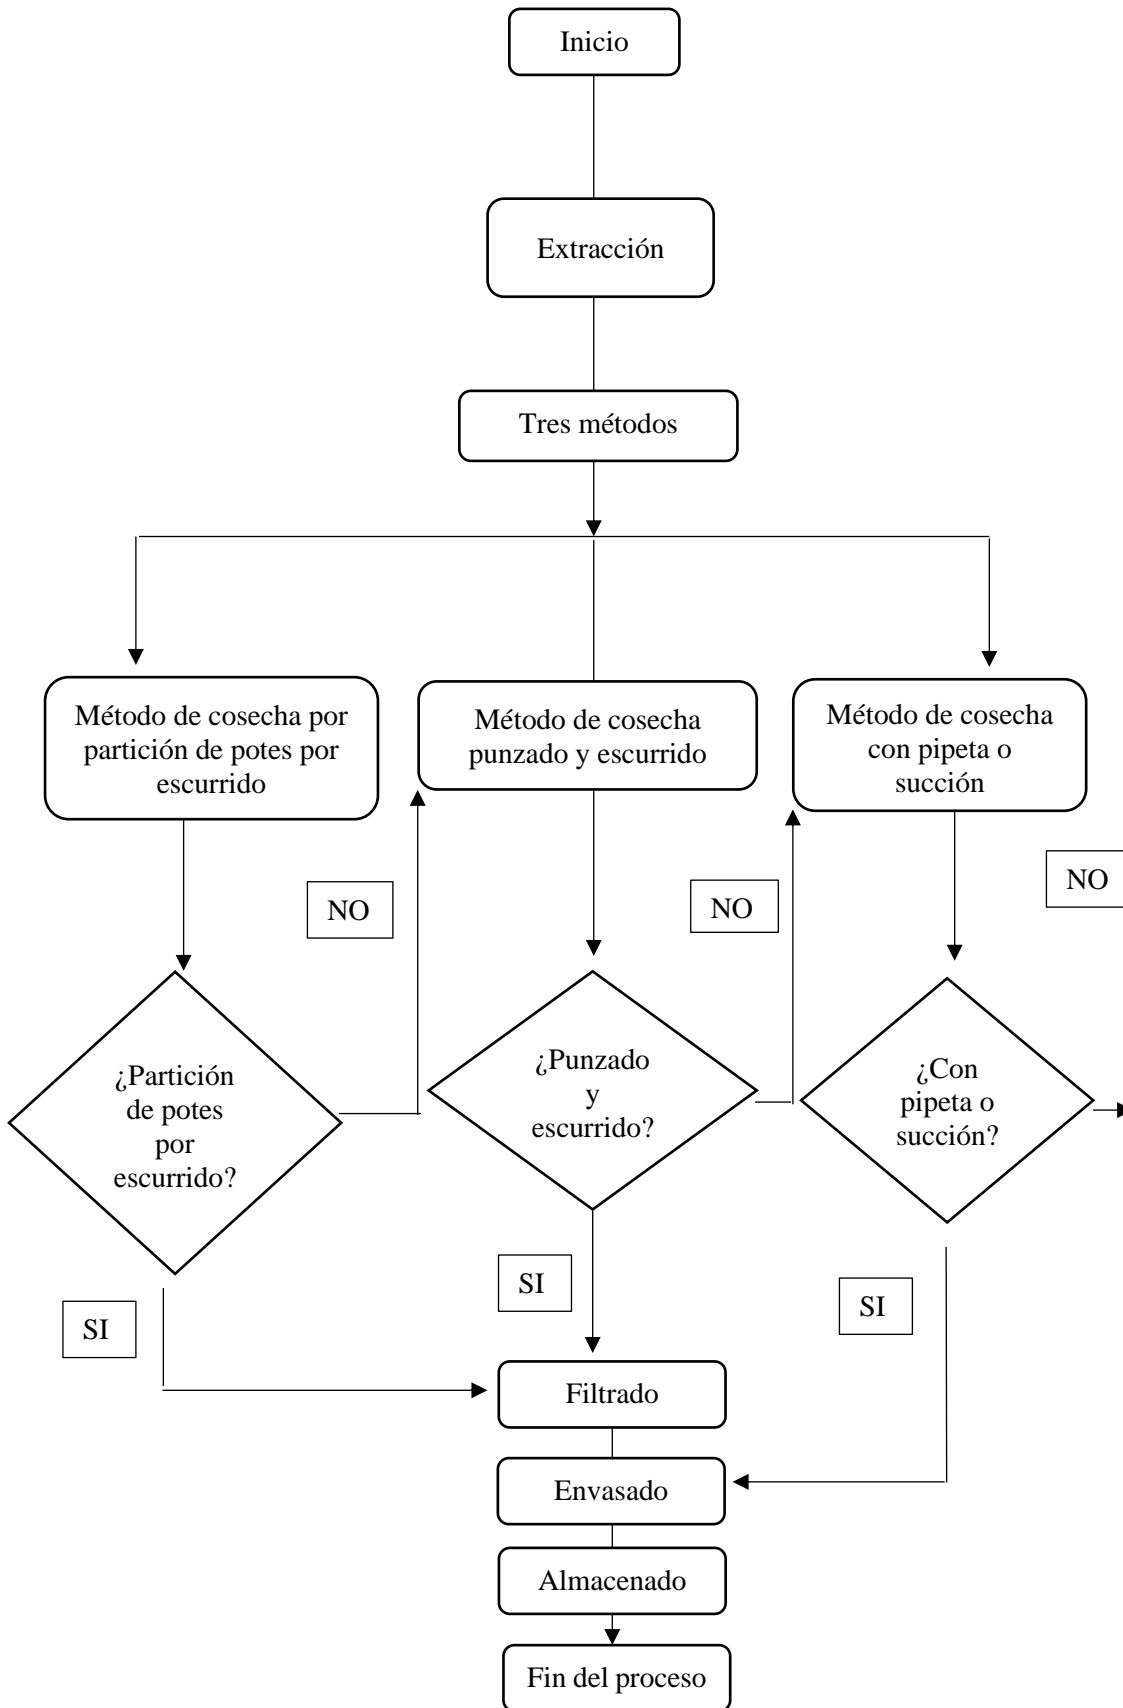 Inicio
Extracción
Tres métodos
Método de cosecha por
partición de potes por
escurrido
Método de cosecha
punzado y escurrido
Método de cosecha
con pipeta o
succión
NO
NO
NO
¿Partición
de potes
por
escurrido?
¿Punzado
y
escurrido?
¿Con
pipeta o
succión?
SI
SI
SI
Filtrado
Envasado
Almacenado
Fin del proceso